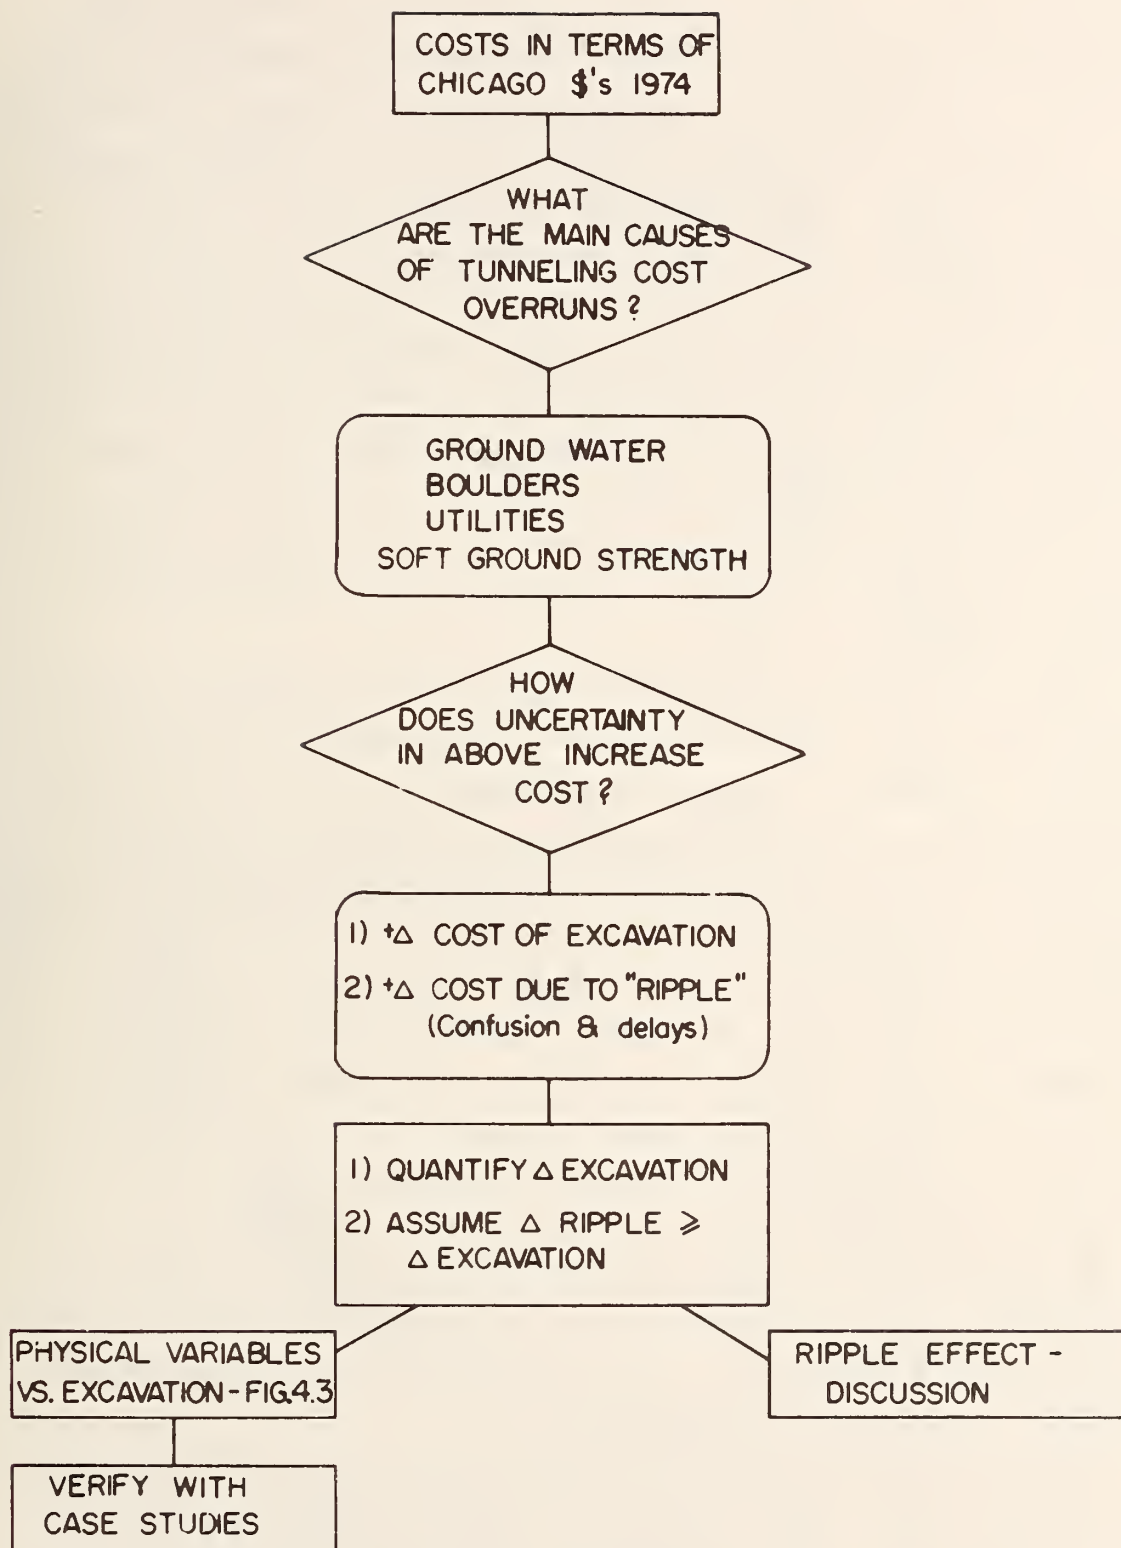 COSTS IN TERMS OF
CHICAGO $'s 1974
WHAT
ARE THE MAIN CAUSES
OF TUNNELING COST
OVERRUNS ?
GROUND WATER
BOULDERS
UTILITIES
SOFT GROUND STRENGTH
HOW
DOES UNCERTAINTY
IN ABOVE INCREASE
COST ?
1) +Δ COST OF EXCAVATION
2) +Δ COST DUE TO "RIPPLE"
(Confusion & delays)
1) QUANTIFY Δ EXCAVATION
2) ASSUME Δ RIPPLE ⩾
Δ EXCAVATION
PHYSICAL VARIABLES
VS. EXCAVATION - FIG.4.3
RIPPLE EFFECT -
DISCUSSION
VERIFY WITH
CASE STUDIES